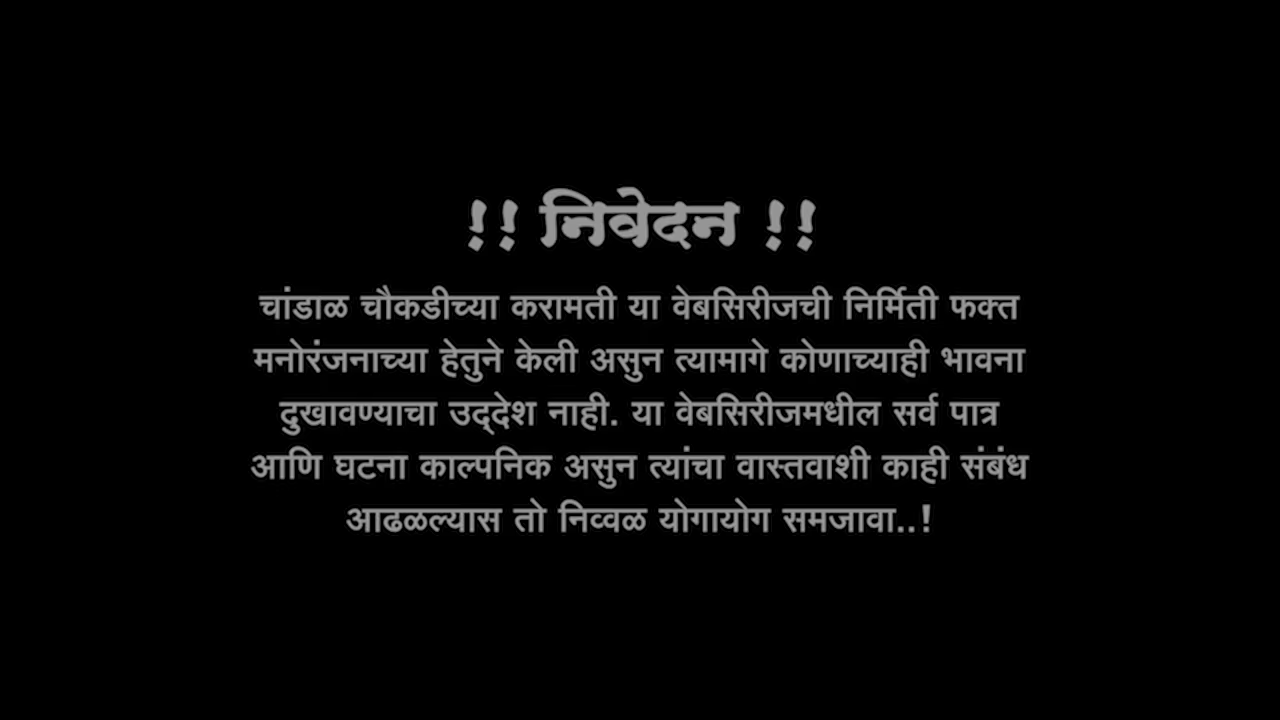 !! निवेदन !!
चांडाळ चौकडीच्या करामती या वेबसिरीजची निर्मिती फक्त
मनोरंजनाच्या हेतुने केली असुन त्यामागे कोणाच्याही भावना
दुखावण्याचा उद्‌देश नाही. या वेबसिरीजमधील सर्व पात्र
आणि घटना काल्पनिक असुन त्यांचा वास्तवाशी काही संबंध
आढळल्यास तो निव्वळ योगायोग समजावा..!